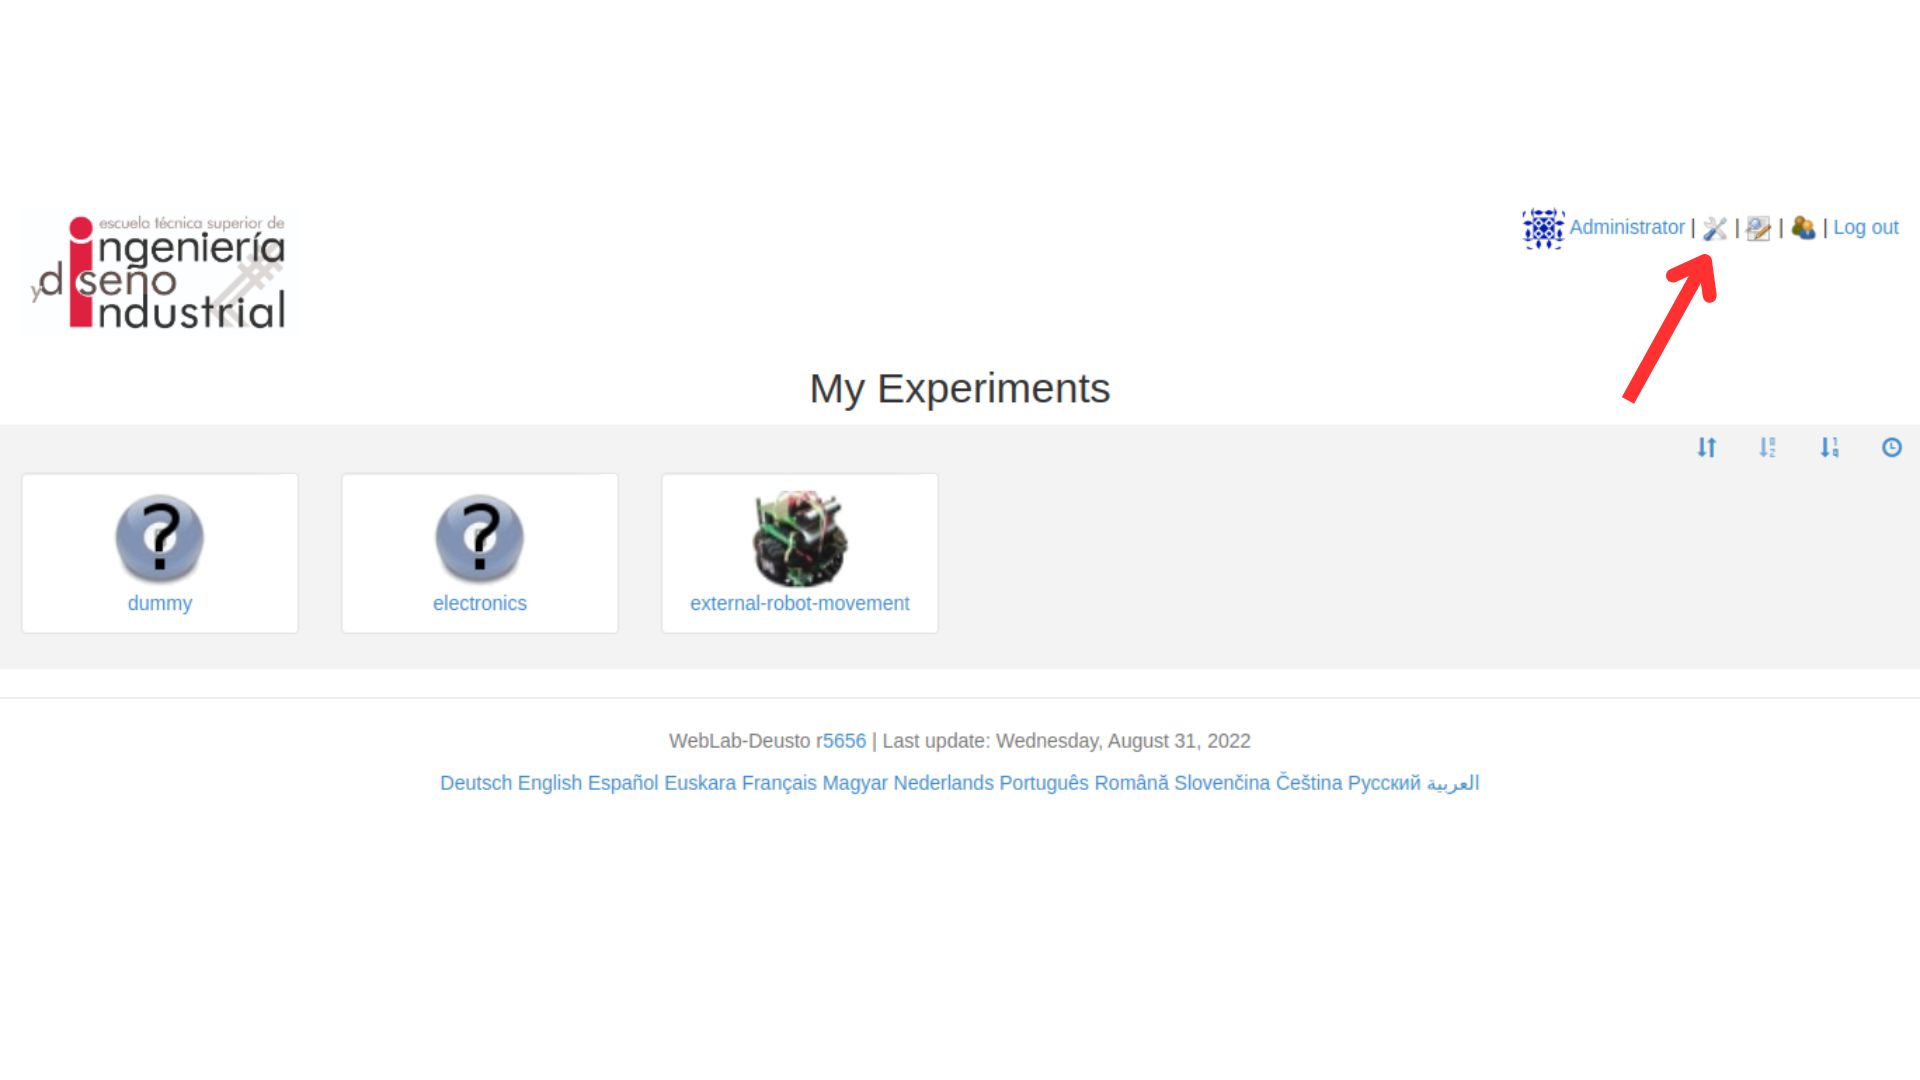 escuela técnica superior de
ingeniería
y diseño
industrial
Administrator | | | | Log out
My Experiments
dummy
electronics
external-robot-movement
WebLab-Deusto r5656 | Last update: Wednesday, August 31, 2022
Deutsch English Español Euskara Français Magyar Nederlands Português Română Slovenčina Čeština Русский العربية